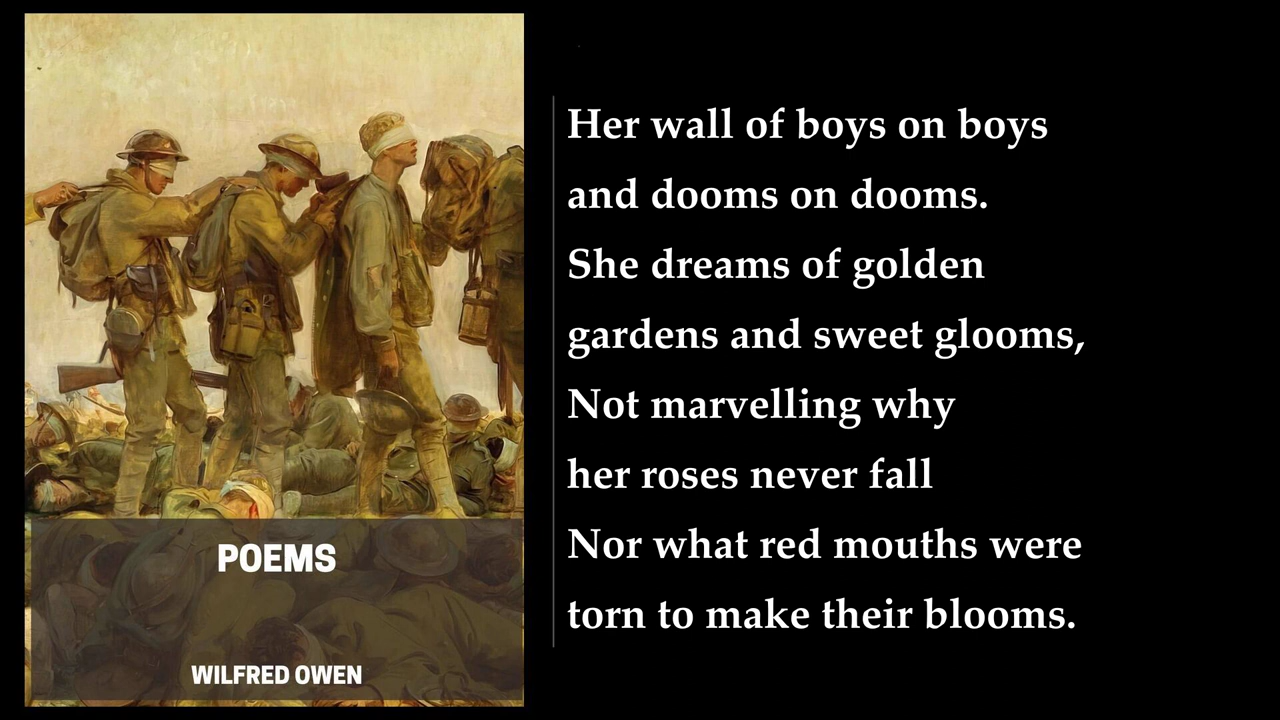 POEMS
WILFRED OWEN
Her wall of boys on boys
and dooms on dooms.
She dreams of golden
gardens and sweet glooms,
Not marvelling why
her roses never fall
Nor what red mouths were
torn to make their blooms.